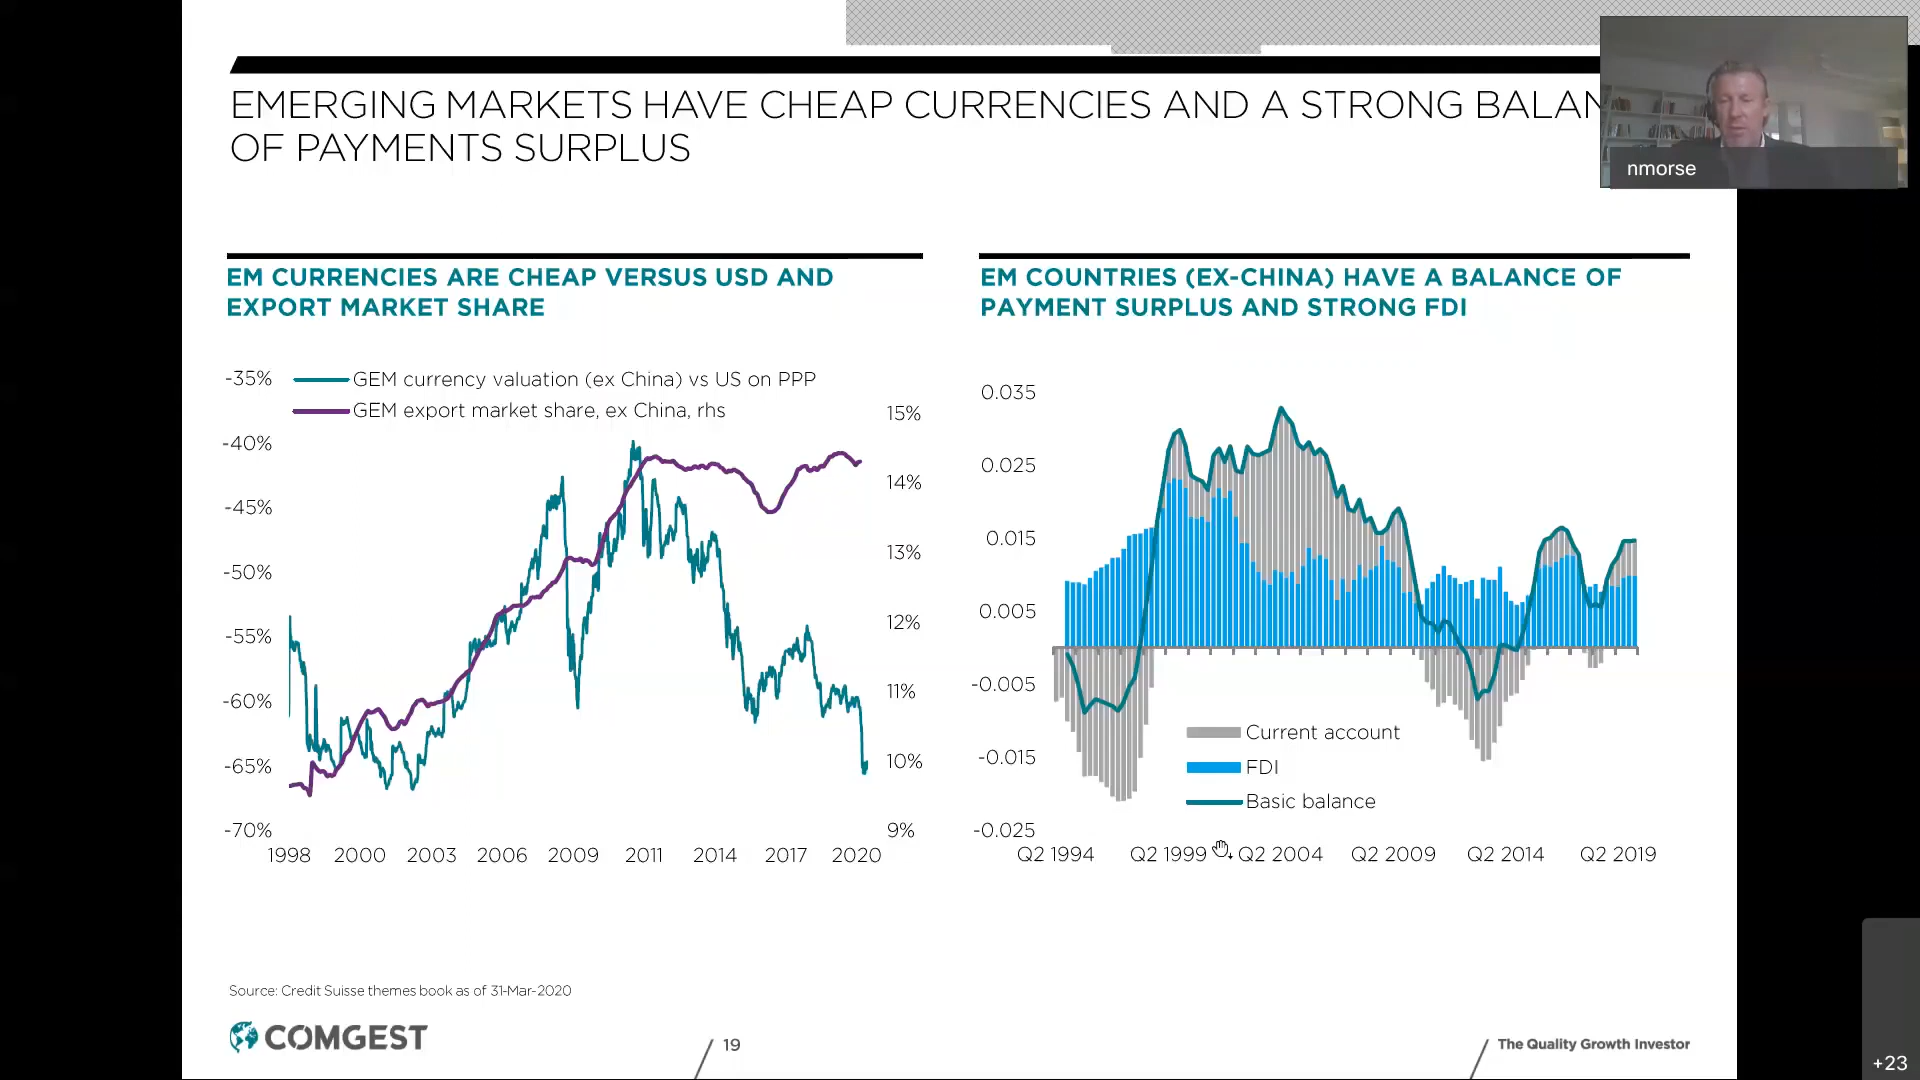 EMERGING MARKETS HAVE CHEAP CURRENCIES AND A STRONG BALAN
OF PAYMENTS SURPLUS
nmorse
EM CURRENCIES ARE CHEAP VERSUS USD AND
EXPORT MARKET SHARE
-35%
GEM currency valuation (ex China) vs US on PPP
GEM export market share, ex China, rhs
15%
-40%
14%
-45%
13%
-50%
12%
-55%
11%
-60%
10%
-65%
9%
-70%
1998 2000 2003 2006 2009 2011 2014 2017 2020
EM COUNTRIES (EX-CHINA) HAVE A BALANCE OF
PAYMENT SURPLUS AND STRONG FDI
0.035
0.025
0.015
0.005
-0.005
-0.015
-0.025
Current account
FDI
Basic balance
Q2 1994 Q2 1999 Q2 2004 Q2 2009 Q2 2014 Q2 2019
Source: Credit Suisse themes book as of 31-Mar-2020
COMGEST
19
The Quality Growth Investor
+23